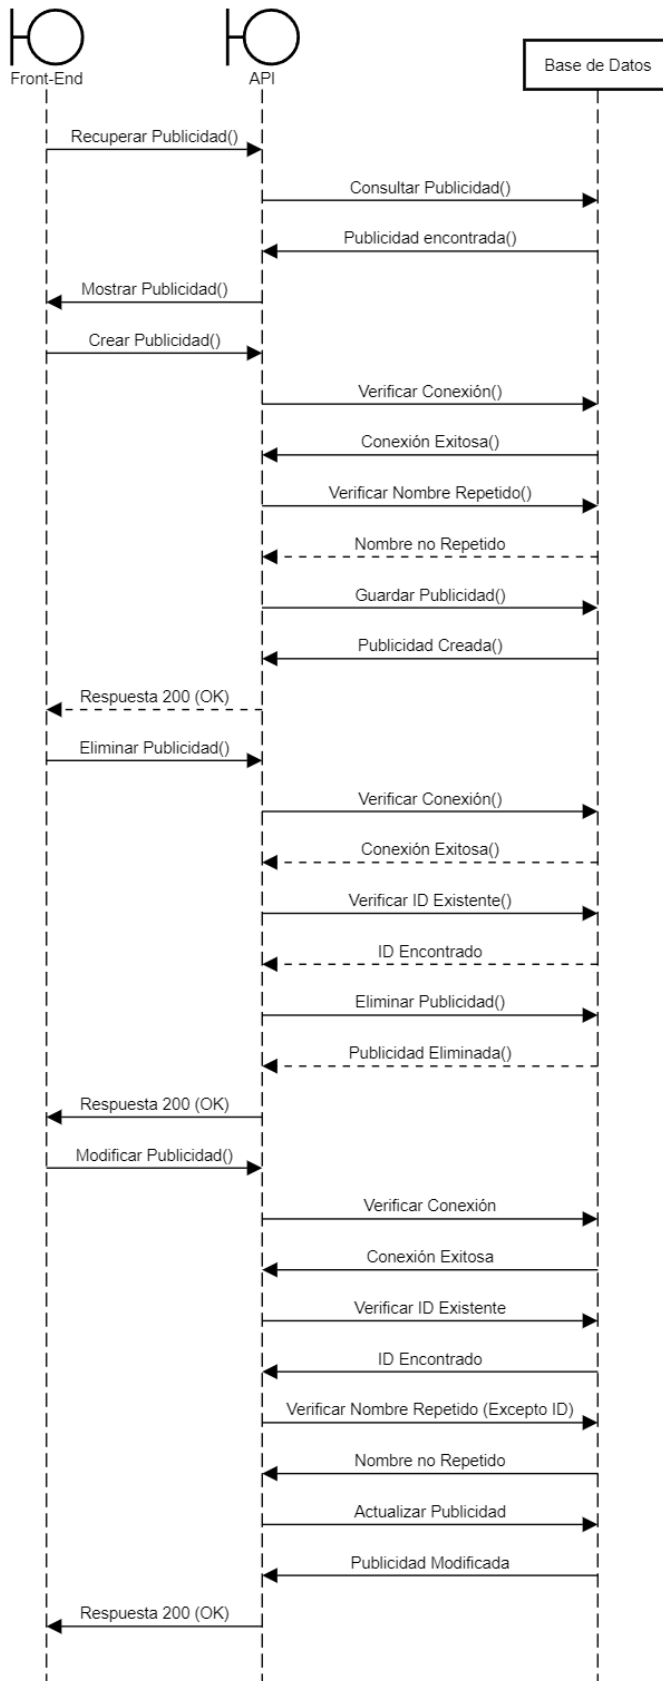 Front-End
API
Base de Datos
Recuperar Publicidad()
Consultar Publicidad()
Publicidad encontrada()
Mostrar Publicidad()
Crear Publicidad()
Verificar Conexión()
Conexión Exitosa()
Verificar Nombre Repetido()
Nombre no Repetido
Guardar Publicidad()
Publicidad Creada()
Respuesta 200 (OK)
Eliminar Publicidad()
Verificar Conexión()
Conexión Exitosa()
Verificar ID Existente()
ID Encontrado
Eliminar Publicidad()
Publicidad Eliminada()
Respuesta 200 (OK)
Modificar Publicidad()
Verificar Conexión
Conexión Exitosa
Verificar ID Existente
ID Encontrado
Verificar Nombre Repetido (Excepto ID)
Nombre no Repetido
Actualizar Publicidad
Publicidad Modificada
Respuesta 200 (OK)